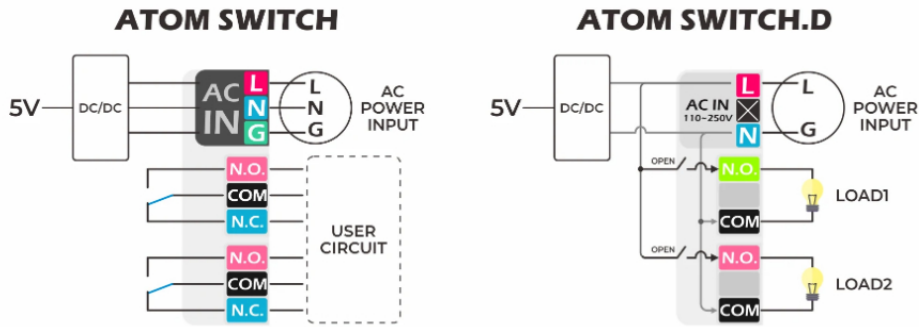 ATOM SWITCH
5V
DC/DC
AC
IN
L
N
G
L
N
G
AC
POWER
INPUT
N.O.
COM
N.C.
N.O.
COM
N.C.
USER
CIRCUIT
ATOM SWITCH.D
5V
DC/DC
AC IN
110~250V
L
N
L
G
AC
POWER
INPUT
OPEN
N.O.
COM
LOAD1
OPEN
N.O.
COM
LOAD2